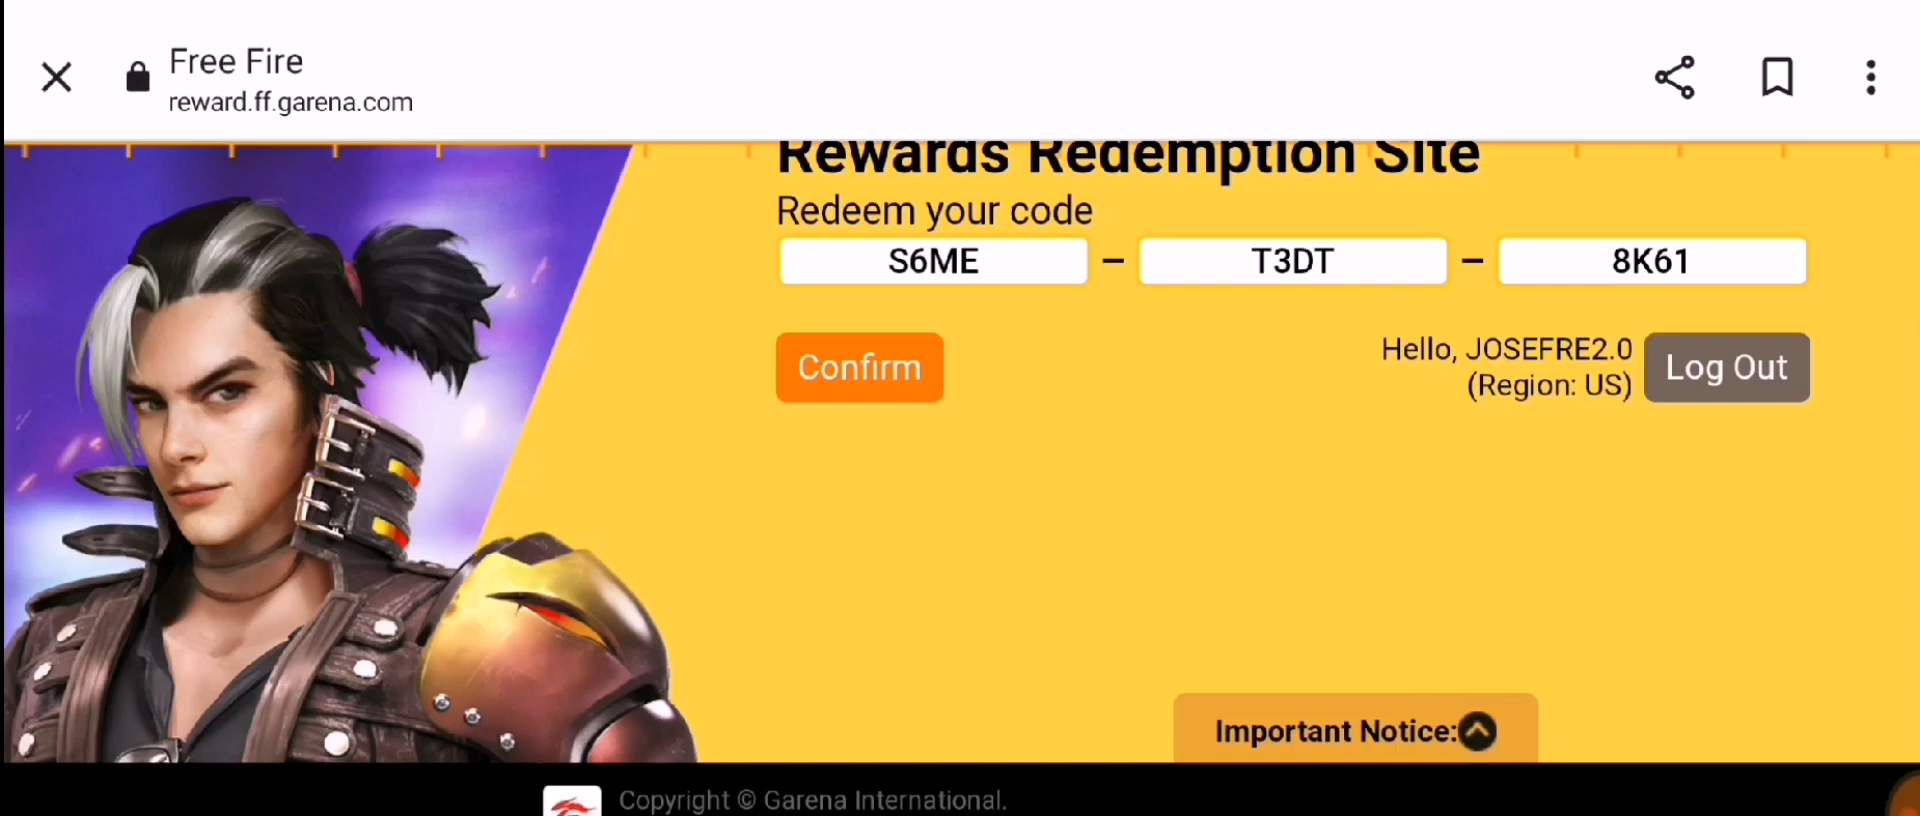 Free Fire
reward.ff.garena.com
Rewards Redemption Site
Redeem your code
S6ME – T3DT – 8K61
Confirm
Hello, JOSEFRE2.0
(Region: US)
Log Out
Important Notice:
Copyright © Garena International.